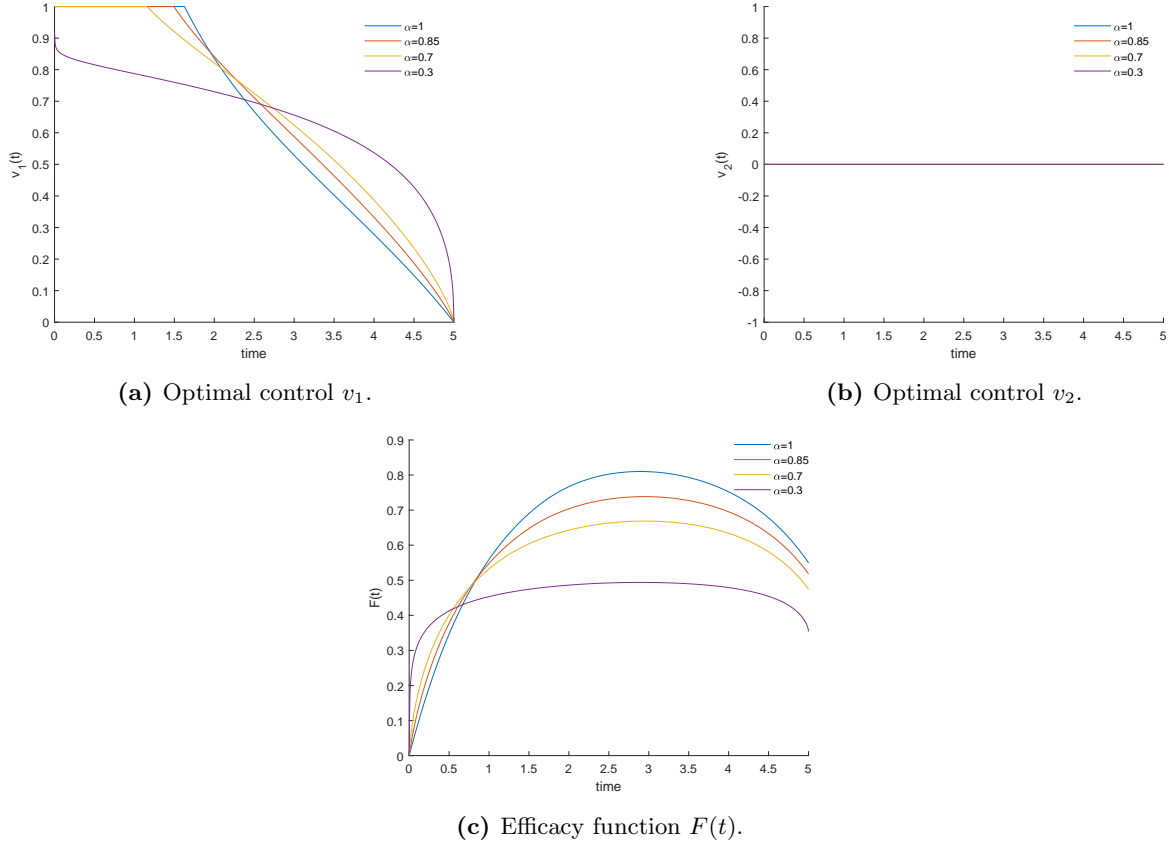 1
0.9
0.8
0.7
0.6
0.5
0.4
0.3
0.2
0.1
0
v1(t)
0 0.5 1 1.5 2 2.5 3 3.5 4 4.5 5
time
α=1
α=0.85
α=0.7
α=0.3
(a) Optimal control v1.
1
0.8
0.6
0.4
0.2
0
-0.2
-0.4
-0.6
-0.8
-1
v2(t)
0 0.5 1 1.5 2 2.5 3 3.5 4 4.5 5
time
α=1
α=0.85
α=0.7
α=0.3
(b) Optimal control v2.
0.9
0.8
0.7
0.6
0.5
0.4
0.3
0.2
0.1
0
F(t)
0 0.5 1 1.5 2 2.5 3 3.5 4 4.5 5
time
α=1
α=0.85
α=0.7
α=0.3
(c) Efficacy function F(t).